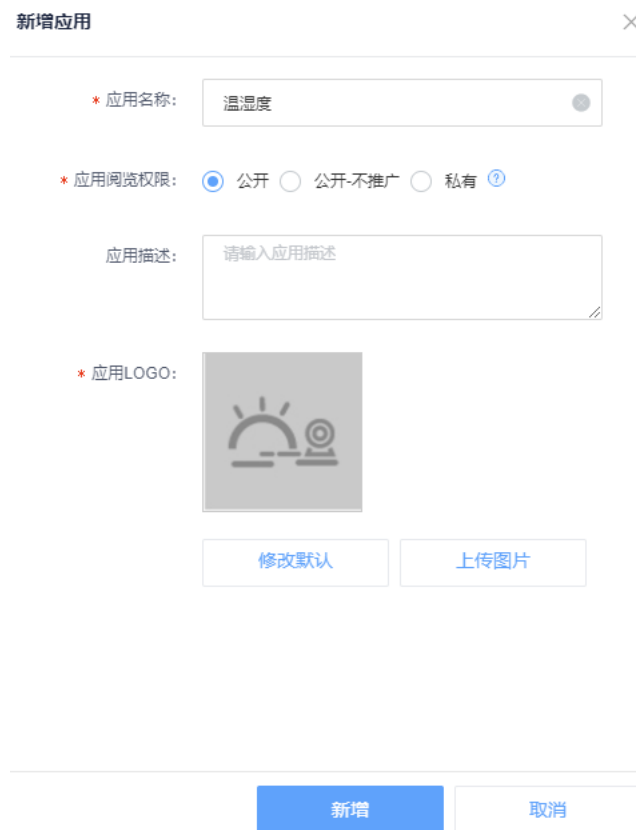 新增应用
* 应用名称: 温湿度
* 应用阅览权限: 公开 公开-不推广 私有 ?
应用描述: 请输入应用描述
* 应用LOGO:
修改默认 上传图片
新增 取消